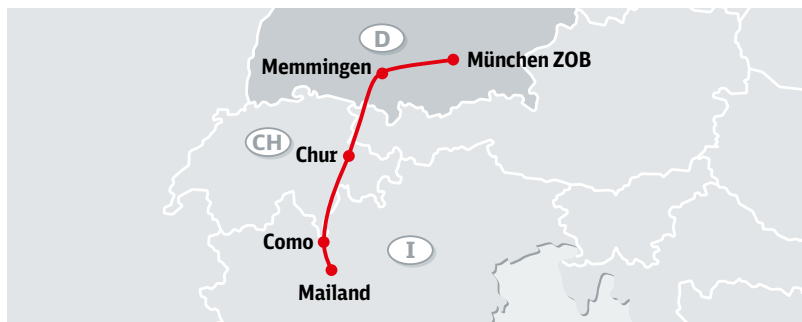 D
Memmingen
München ZOB
CH
Chur
Como
I
Mailand